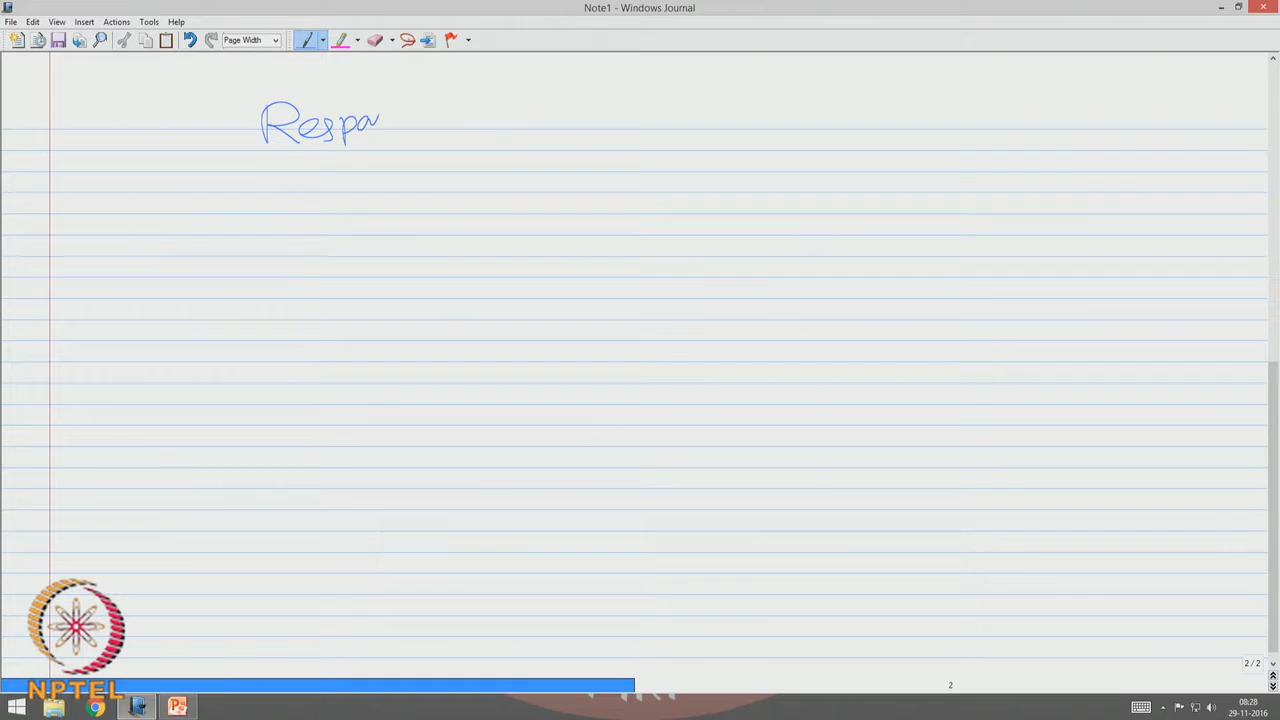 Note1 - Windows Journal
File Edit View Insert Actions Tools Help
Page Width
Respa
2 / 2
2
NPTEL
08:28
29-11-2016